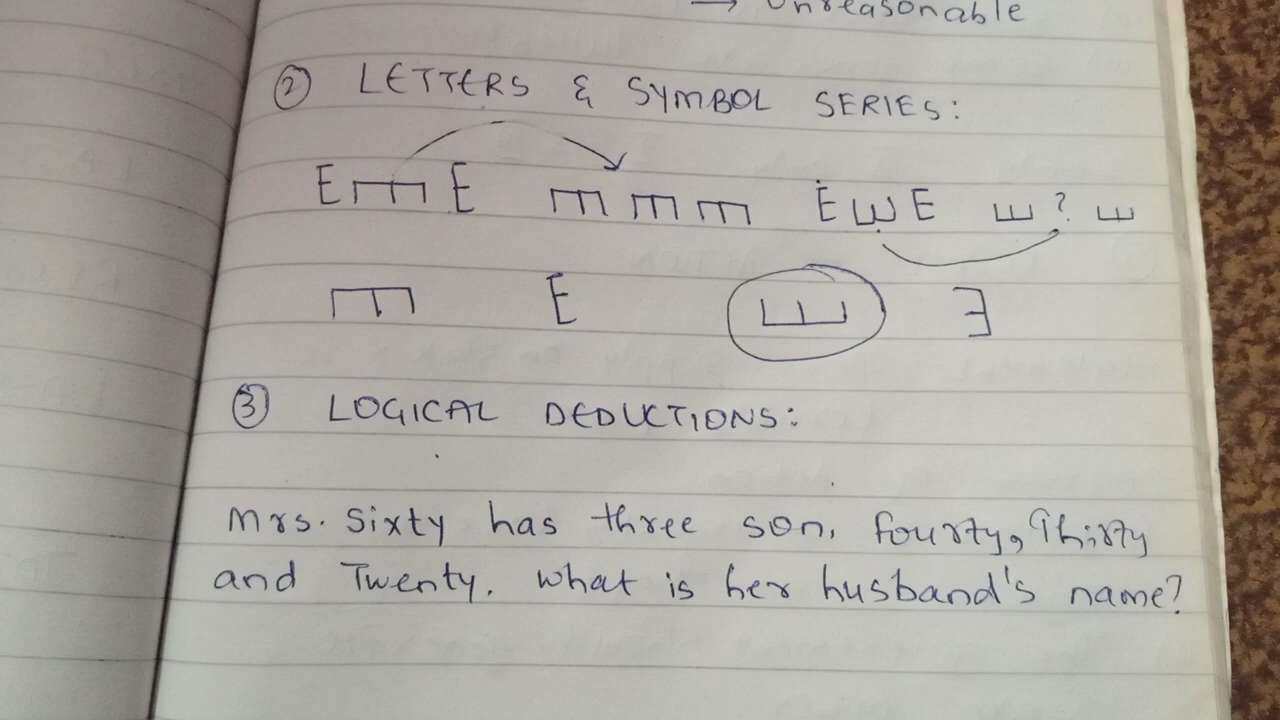 → Unreasonable
② LETTERS & SYMBOL SERIES:
E E E E E E E E E E ? E
E E E E
③ LOGICAL DEDUCTIONS:
Mrs. Sixty has three son, fourty, Thirty
and Twenty. what is her husband's name?